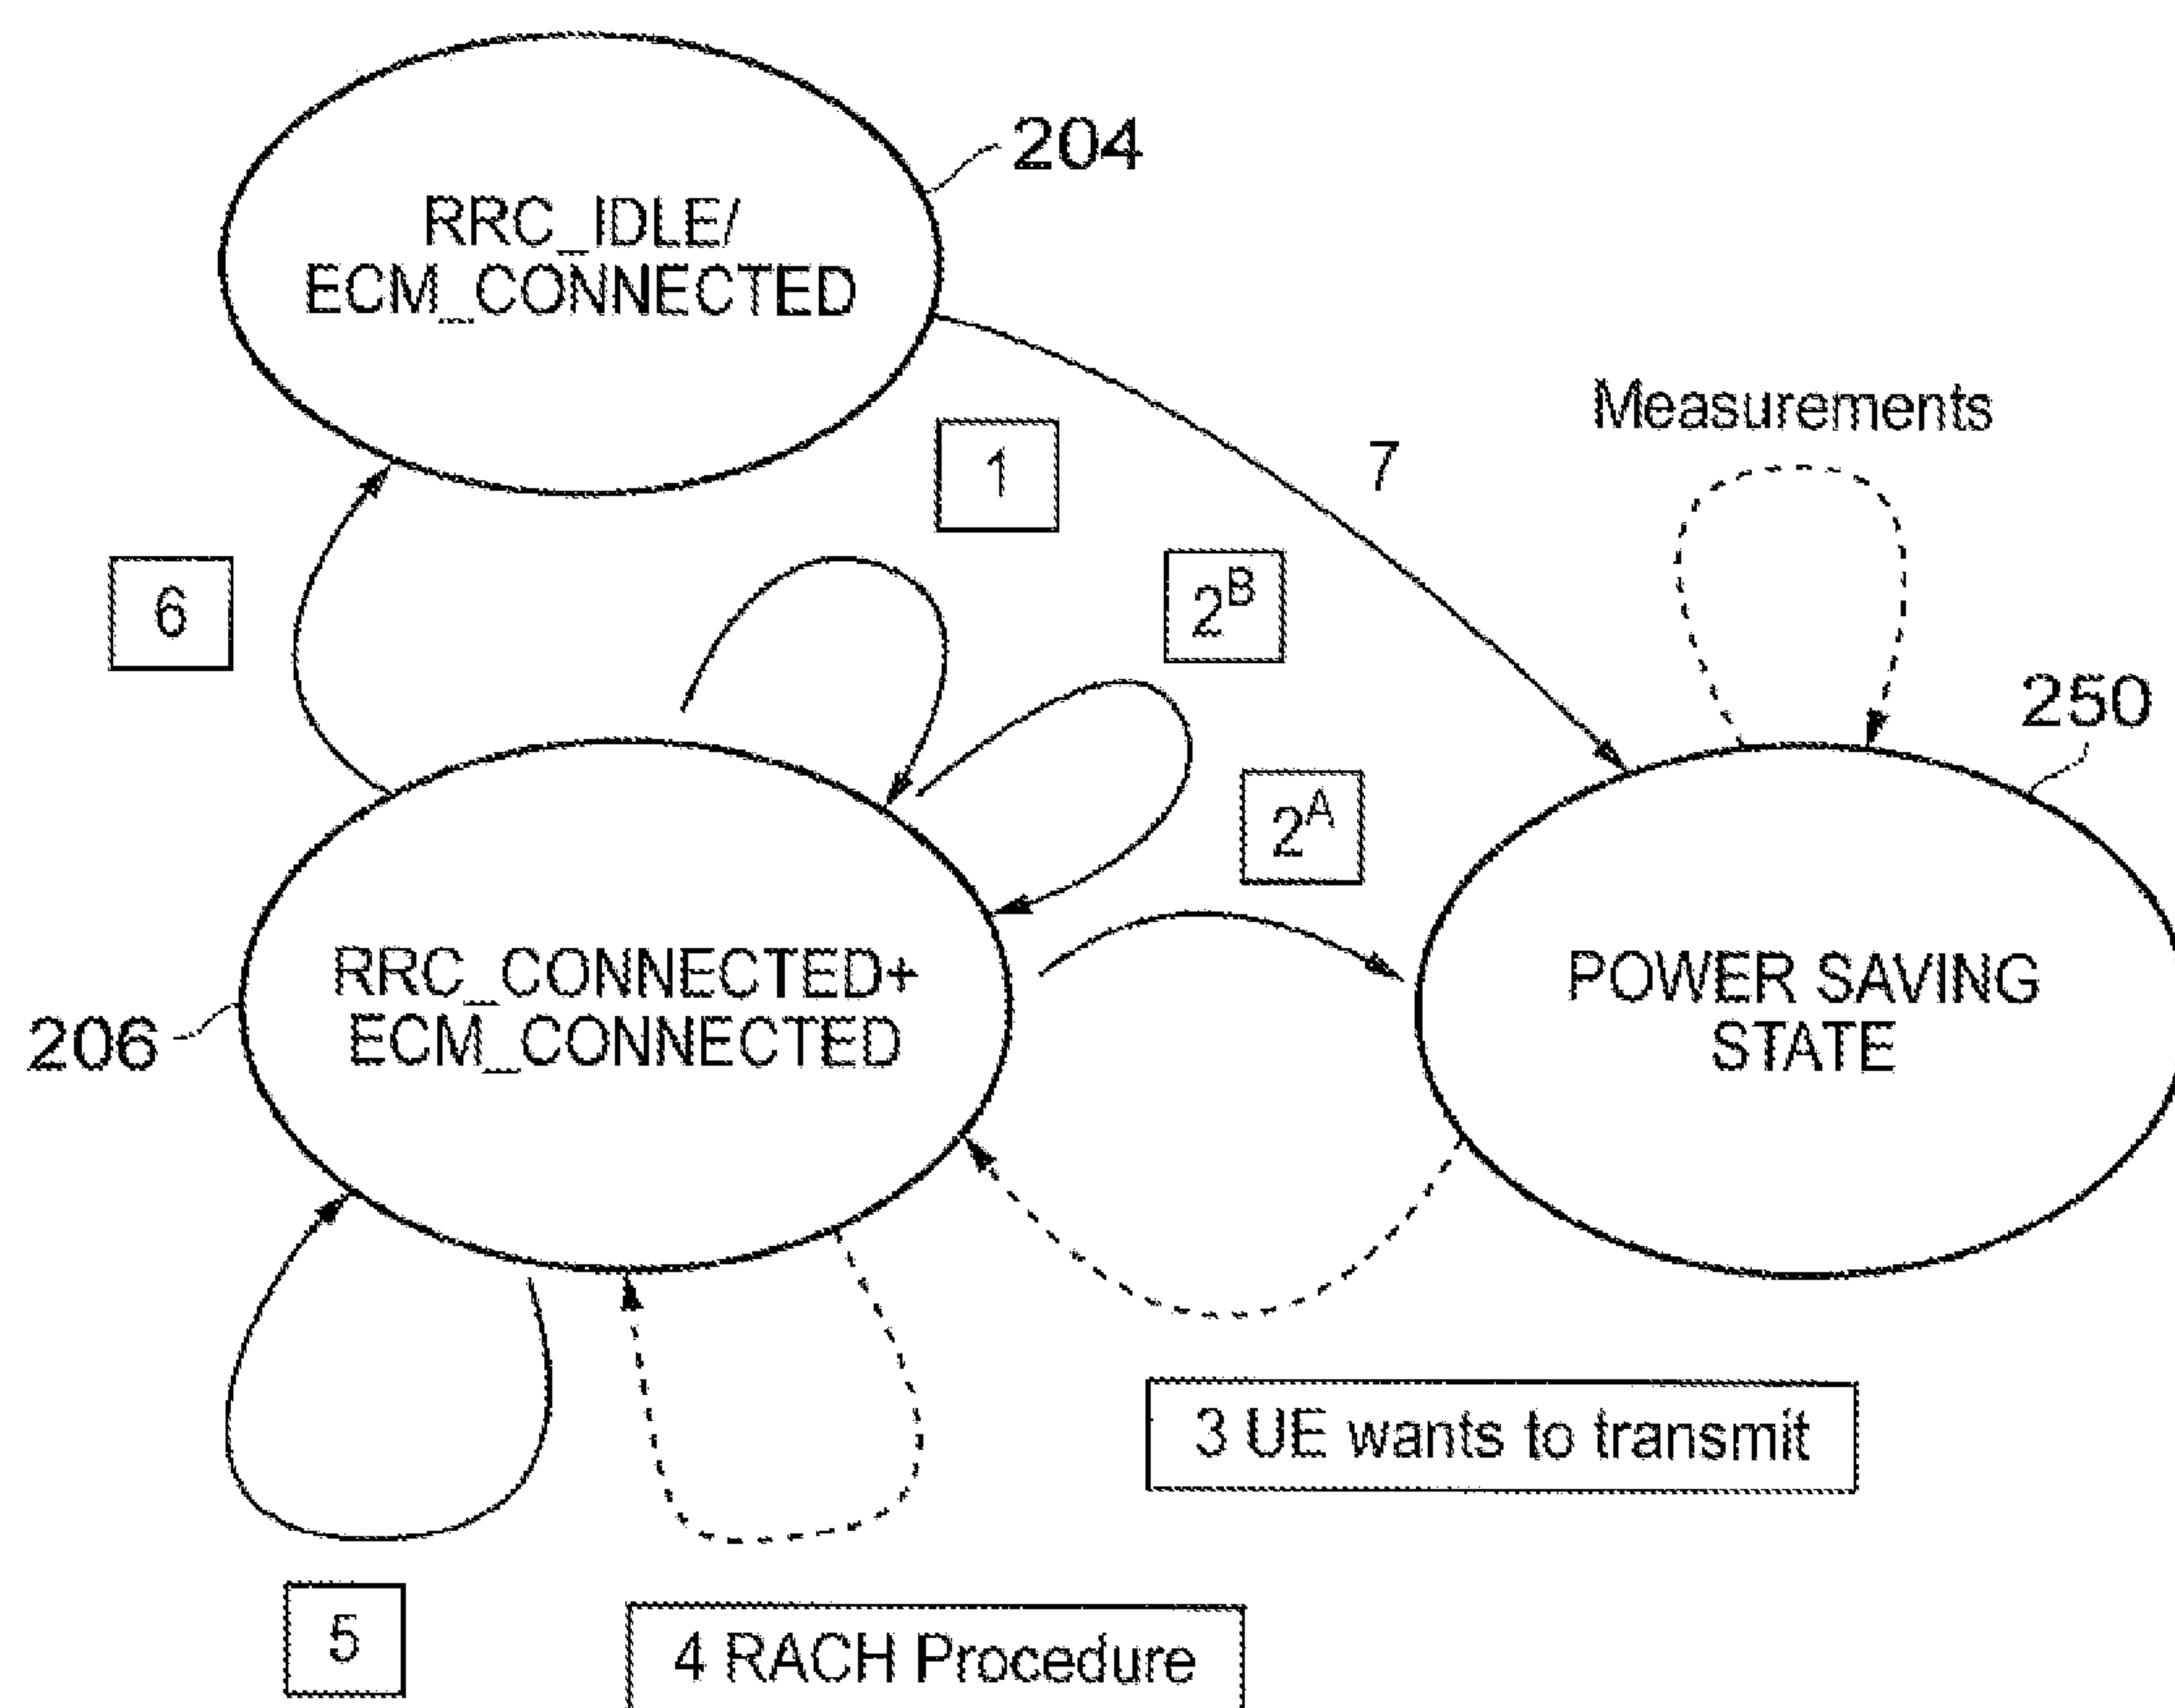 204
RRC_IDLE/
ECM_CONNECTED
Measurements
1
7
2B
6
250
2A
RRC_CONNECTED+
ECM_CONNECTED
POWER SAVING
STATE
206
3 UE wants to transmit
5
4 RACH Procedure